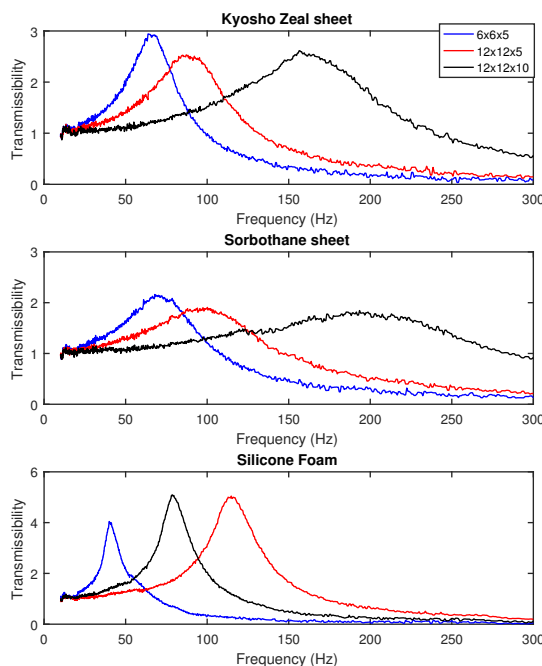 Kyosho Zeal sheet
3
2
1
0
Transmissibility
6x6x5
12x12x5
12x12x10
0 50 100 150 200 250 300
Frequency (Hz)
Sorbothane sheet
3
2
1
0
Transmissibility
0 50 100 150 200 250 300
Frequency (Hz)
Silicone Foam
6
4
2
0
Transmissibility
0 50 100 150 200 250 300
Frequency (Hz)